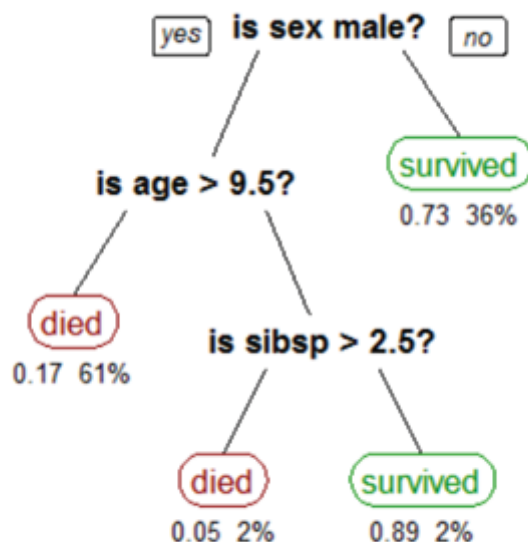 yes is sex male? no
survived
is age > 9.5?
0.73 36%
died
is sibsp > 2.5?
0.17 61%
died survived
0.05 2% 0.89 2%